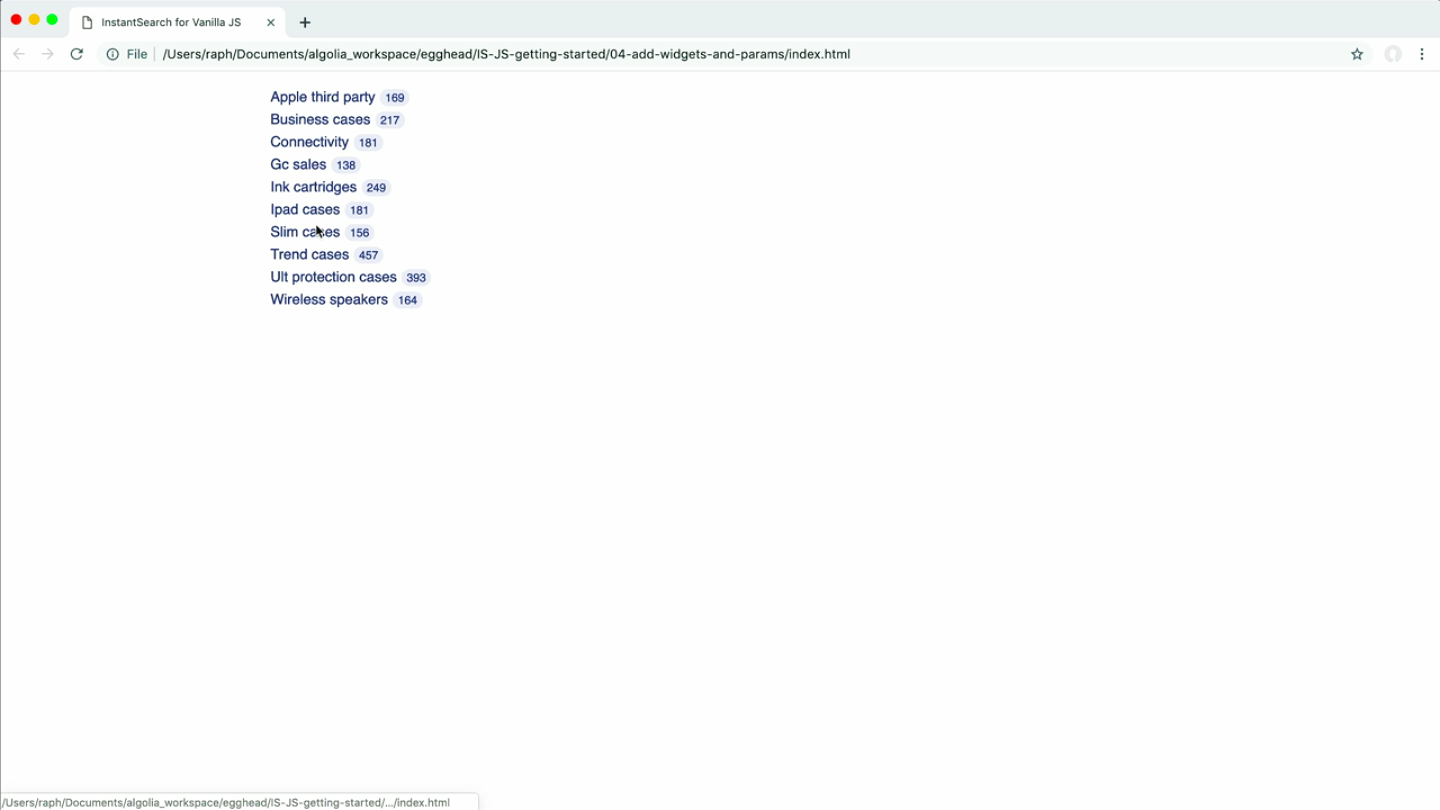 InstantSearch for Vanilla JS
File /Users/raph/Documents/algolia_workspace/egghead/IS-JS-getting-started/04-add-widgets-and-params/index.html
Apple third party 169
Business cases 217
Connectivity 181
Gc sales 138
Ink cartridges 249
Ipad cases 181
Slim cases 156
Trend cases 457
Ult protection cases 393
Wireless speakers 164
/Users/raph/Documents/algolia_workspace/egghead/IS-JS-getting-started/.../index.html